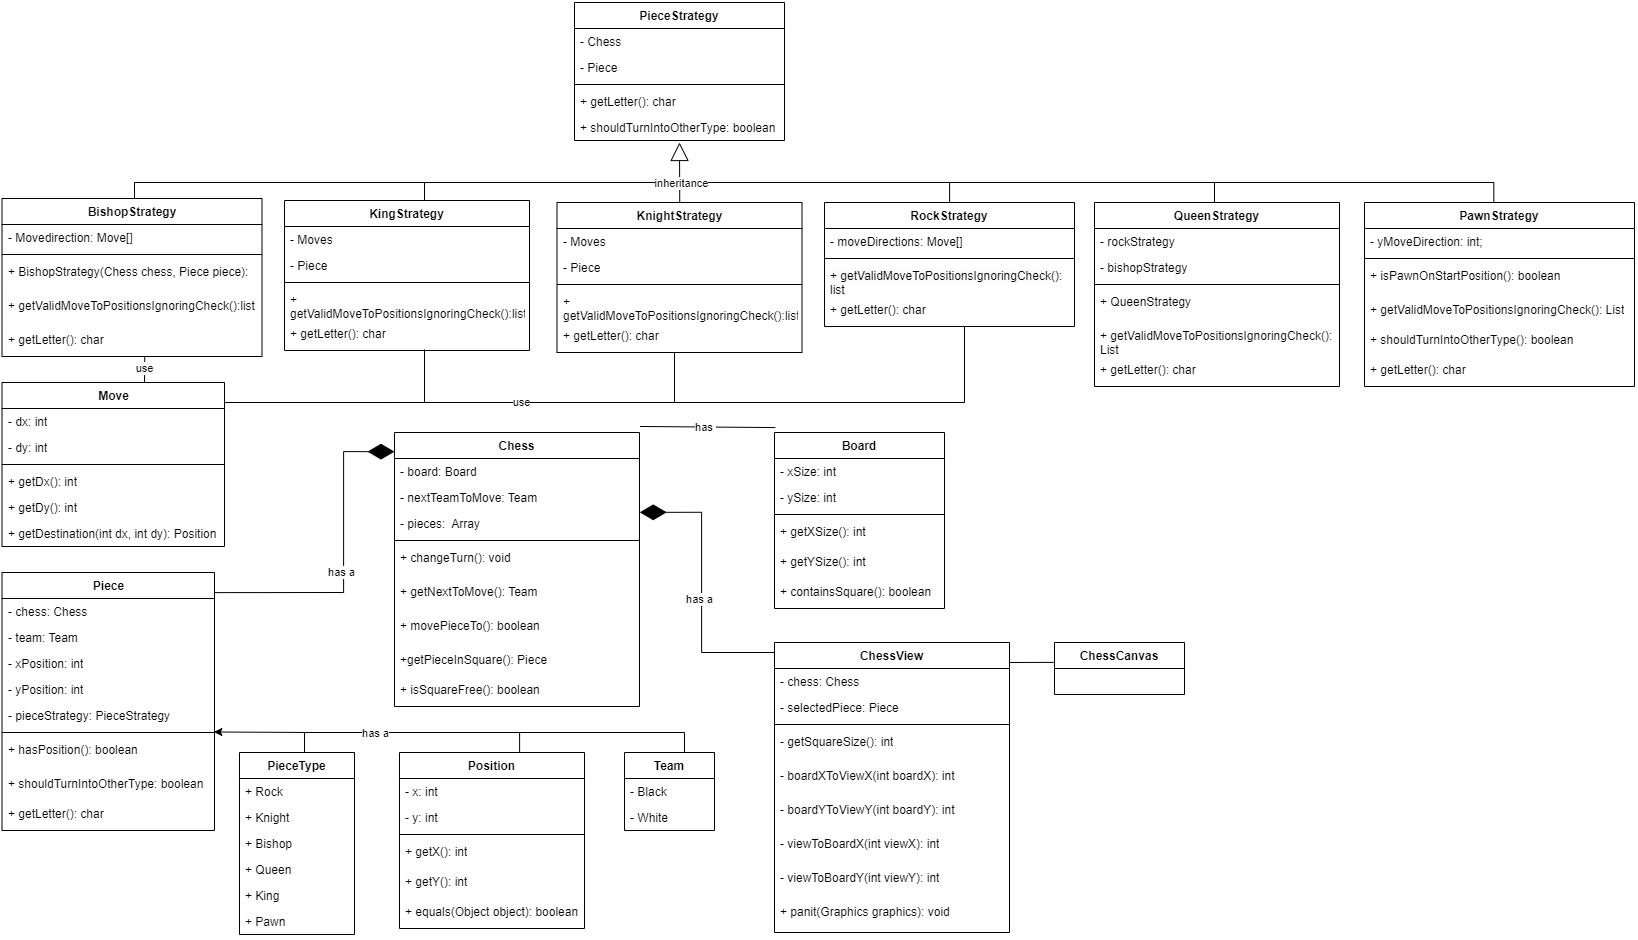 PieceStrategy
- Chess
- Piece
+ getLetter(): char
+ shouldTurnIntoOtherType: boolean
inheritance
BishopStrategy
- Movedirection: Move[]
+ BishopStrategy(Chess chess, Piece piece):
+ getValidMoveToPositionsIgnoringCheck():list
+ getLetter(): char
KingStrategy
- Moves
- Piece
+
getValidMoveToPositionsIgnoringCheck():list
+ getLetter(): char
KnightStrategy
- Moves
- Piece
+
getValidMoveToPositionsIgnoringCheck():list
+ getLetter(): char
RockStrategy
- moveDirections: Move[]
+ getValidMoveToPositionsIgnoringCheck():
list
+ getLetter(): char
QueenStrategy
- rockStrategy
- bishopStrategy
+ QueenStrategy
+ getValidMoveToPositionsIgnoringCheck():
List
+ getLetter(): char
PawnStrategy
- yMoveDirection: int;
+ isPawnOnStartPosition(): boolean
+ getValidMoveToPositionsIgnoringCheck(): List
+ shouldTurnIntoOtherType(): boolean
+ getLetter(): char
use
Move
- dx: int
- dy: int
+ getDx(): int
+ getDy(): int
+ getDestination(int dx, int dy): Position
use
has
Chess
- board: Board
- nextTeamToMove: Team
- pieces:  Array
+ changeTurn(): void
+ getNextToMove(): Team
+ movePieceTo(): boolean
+getPieceInSquare(): Piece
+ isSquareFree(): boolean
Board
- xSize: int
- ySize: int
+ getXSize(): int
+ getYSize(): int
+ containsSquare(): boolean
has a
has a
Piece
- chess: Chess
- team: Team
- xPosition: int
- yPosition: int
- pieceStrategy: PieceStrategy
+ hasPosition(): boolean
+ shouldTurnIntoOtherType: boolean
+ getLetter(): char
has a
PieceType
+ Rock
+ Knight
+ Bishop
+ Queen
+ King
+ Pawn
Position
- x: int
- y: int
+ getX(): int
+ getY(): int
+ equals(Object object): boolean
Team
- Black
- White
ChessView
- chess: Chess
- selectedPiece: Piece
- getSquareSize(): int
- boardXToViewX(int boardX): int
- boardYToViewY(int boardY): int
- viewToBoardX(int viewX): int
- viewToBoardY(int viewY): int
+ panit(Graphics graphics): void
ChessCanvas